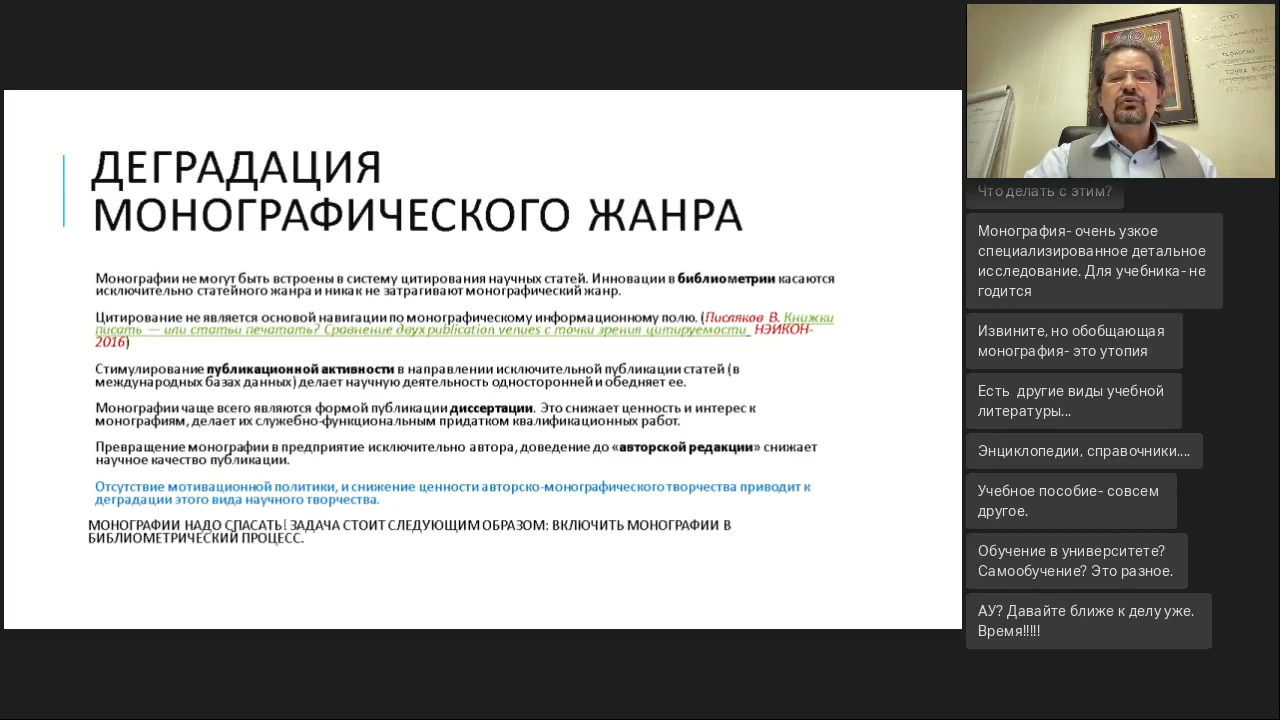 ДЕГРАДАЦИЯ
МОНОГРАФИЧЕСКОГО ЖАНРА
Монографии не могут быть встроены в систему цитирования научных статей. Инновации в библиометрии касаются
исключительно статейного жанра и никак не затрагивают монографический жанр.
Цитирование не является основой навигации по монографическому информационному полю. (Писляков В. Книжки
писать — или статьи печатать? Сравнение двух publication venues с точки зрения цитируемости_ НЭЙКОН-
2016)
Стимулирование публикационной активности в направлении исключительной публикации статей (в
международных базах данных) делает научную деятельность односторонней и обедняет ее.
Монографии чаще всего являются формой публикации диссертации. Это снижает ценность и интерес к
монографиям, делает их служебно-функциональным придатком квалификационных работ.
Превращение монографии в предприятие исключительно автора, доведение до «авторской редакции» снижает
научное качество публикации.
Отсутствие мотивационной политики, и снижение ценности авторско-монографического творчества приводит к
деградации этого вида научного творчества.
МОНОГРАФИИ НАДО СПАСАТЬ! ЗАДАЧА СТОИТ СЛЕДУЮЩИМ ОБРАЗОМ: ВКЛЮЧИТЬ МОНОГРАФИИ В
БИБЛИОМЕТРИЧЕСКИЙ ПРОЦЕСС.
СПО
Что делать с этим?
Монография- очень узкое
специализированное детальное
исследование. Для учебника- не
годится
Извините, но обобщающая
монография- это утопия
Есть другие виды учебной
литературы...
Энциклопедии, справочники....
Учебное пособие- совсем
другое.
Обучение в университете?
Самообучение? Это разное.
АУ? Давайте ближе к делу уже.
Время!!!!!